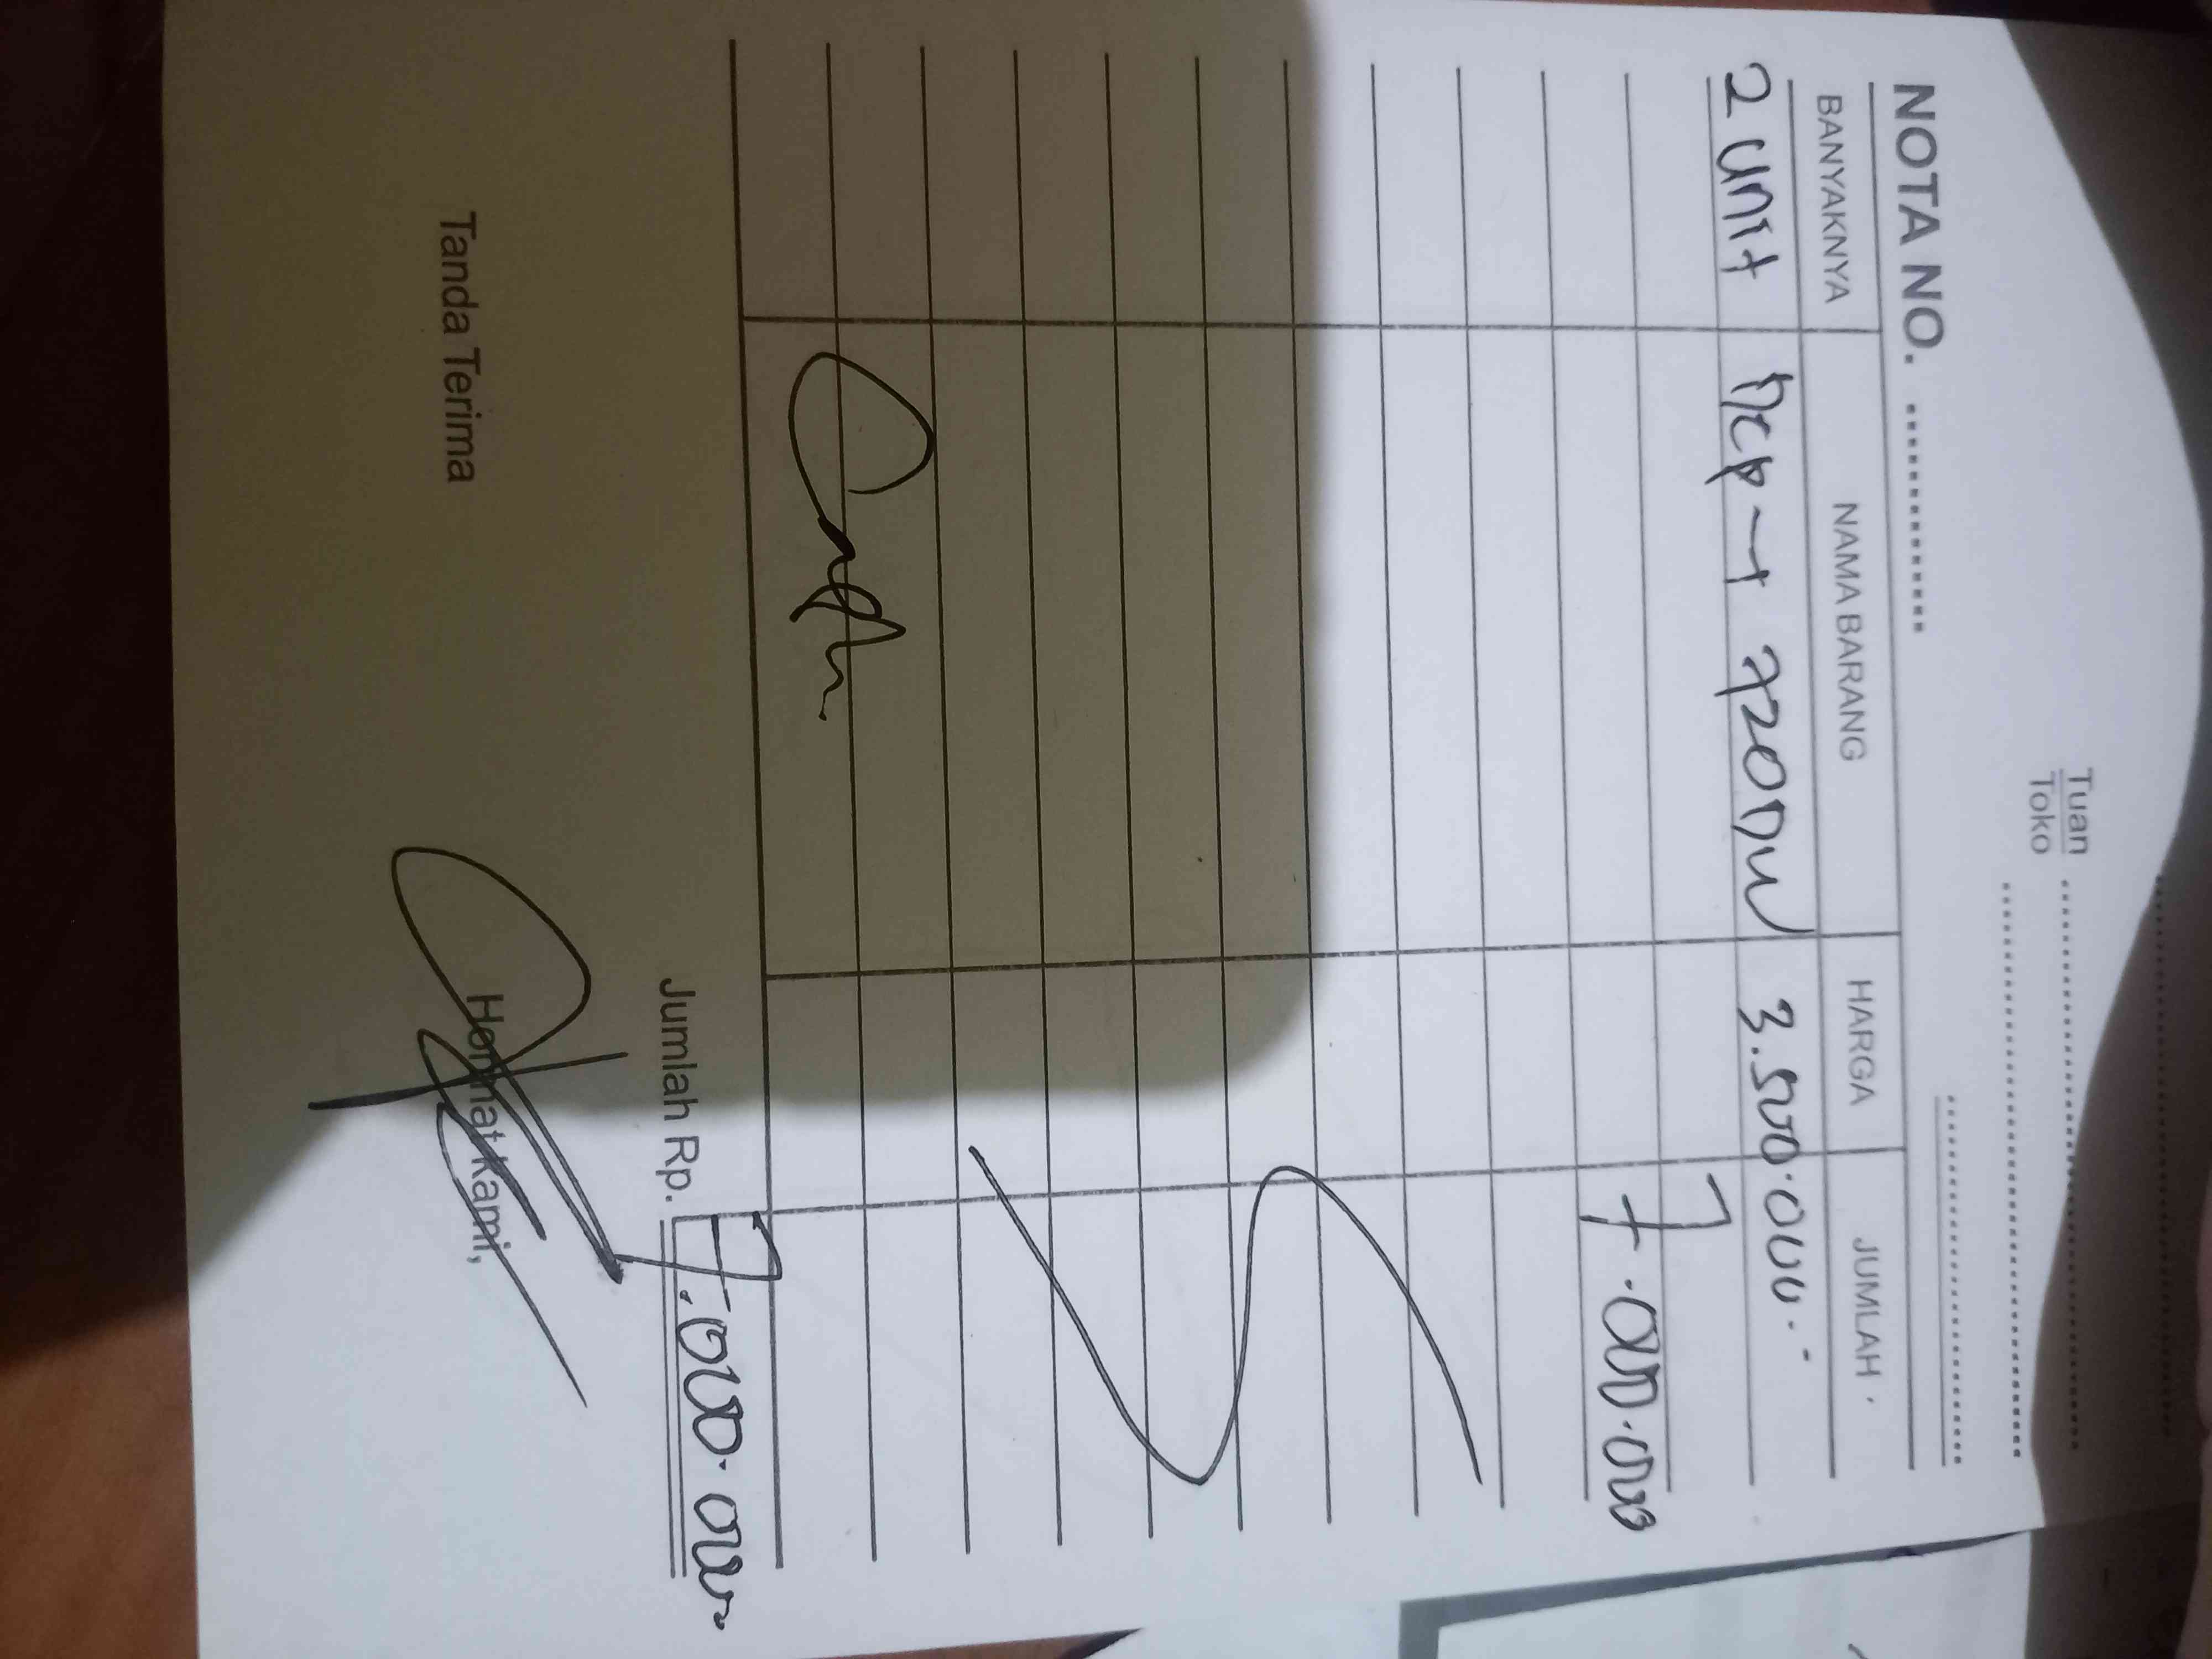 Tuan
Toko
NOTA NO.
BANYAKNYA NAMA BARANG HARGA JUMLAH
2 unit 3.500.000.-
7.000.000
Jumlah Rp. 7.000.000.
Tanda Terima Hormat Kami,